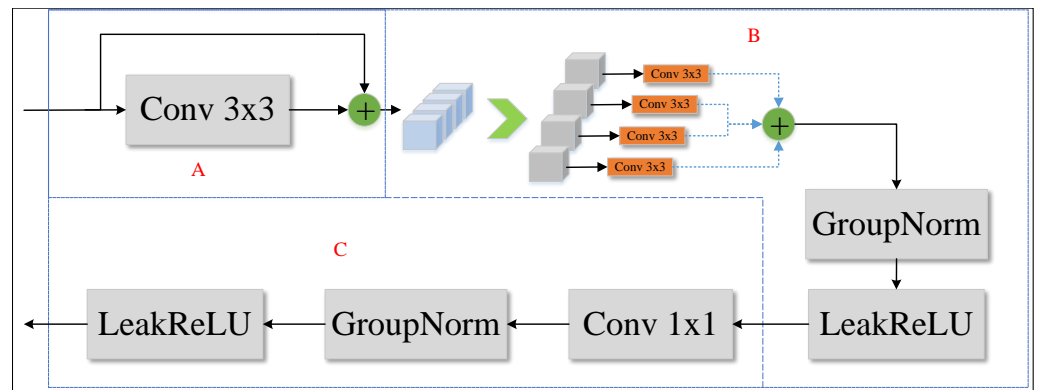 B
Conv 3x3
Conv 3x3
Conv 3x3
Conv 3x3
Conv 3x3
A
+
+
GroupNorm
C
LeakReLU
GroupNorm
Conv 1x1
LeakReLU